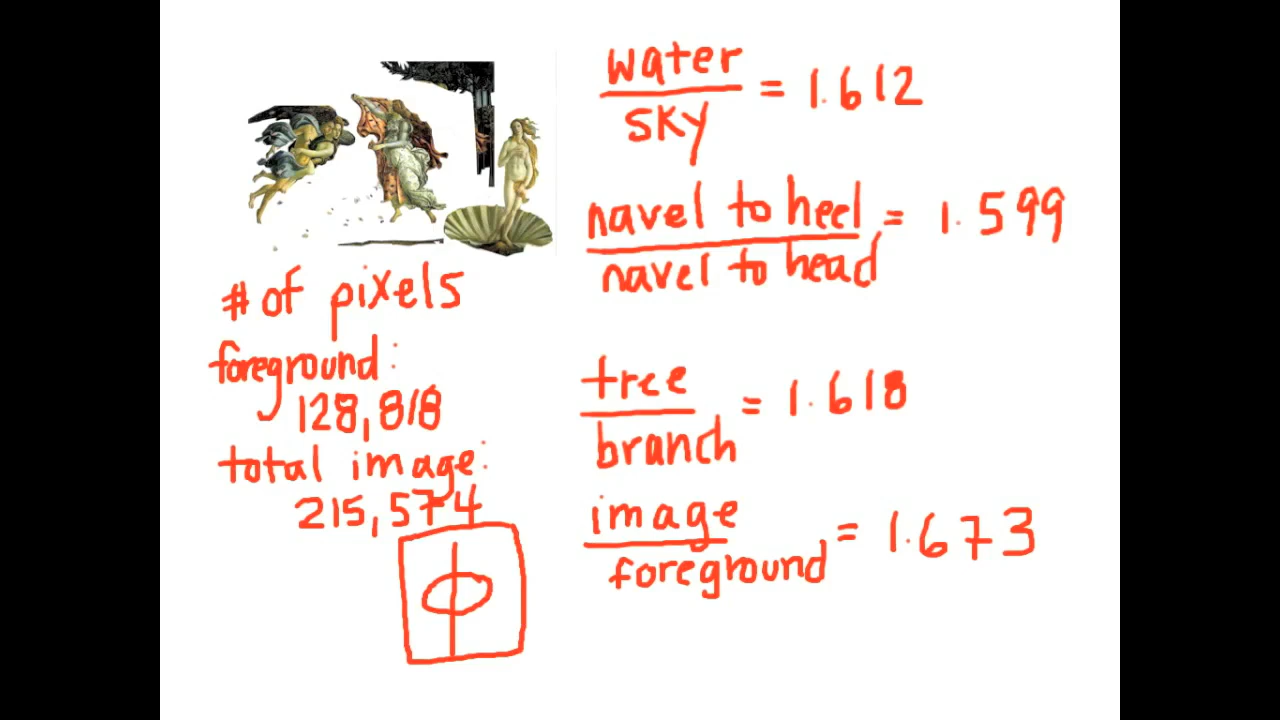 # of pixels
foreground:
128,818
total image:
215,574
ϕ
water
sky = 1.612
navel to heel
navel to head = 1.599
tree
branch = 1.618
image
foreground = 1.673